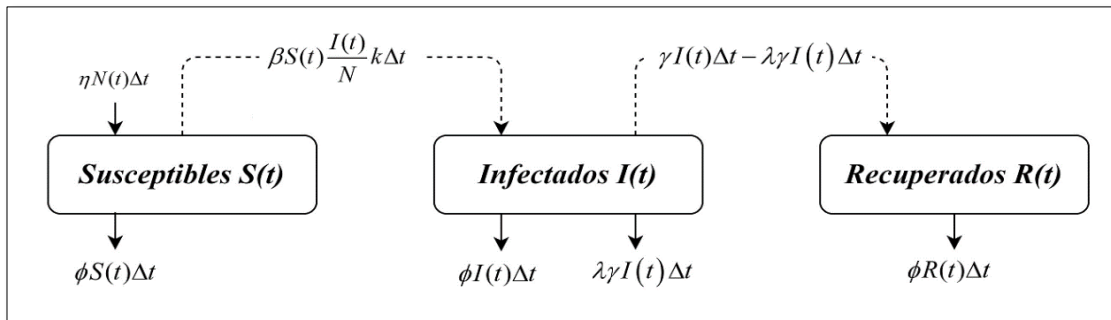 βS(t) I(t)/N kΔt
γI(t)Δt − λγI(t)Δt
ηN(t)Δt
Susceptibles S(t)
Infectados I(t)
Recuperados R(t)
ϕS(t)Δt
ϕI(t)Δt
λγI(t)Δt
ϕR(t)Δt